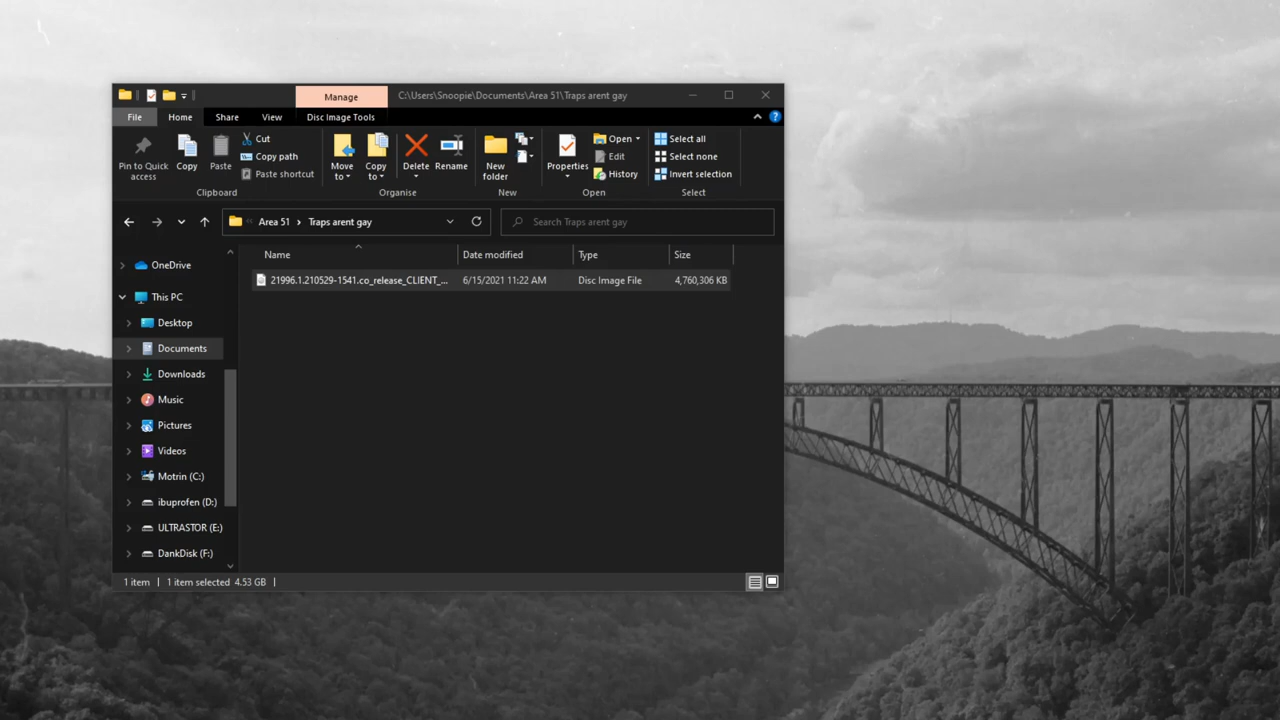 Manage
C:\Users\Snoopie\Documents\Area 51\Traps arent gay
File Home Share View Disc Image Tools
Pin to Quick access
Copy
Paste
Cut
Copy path
Paste shortcut
Clipboard
Move to
Copy to
Delete
Rename
Organise
New folder
New
Properties
Open
Edit
History
Open
Select all
Select none
Invert selection
Select
Area 51 Traps arent gay
Search Traps arent gay
Name Date modified Type Size
21996.1.210529-1541.co_release_CLIENT_... 6/15/2021 11:22 AM Disc Image File 4,760,306 KB
OneDrive
This PC
Desktop
Documents
Downloads
Music
Pictures
Videos
Motrin (C:)
ibuprofen (D:)
ULTRASTOR (E:)
DankDisk (F:)
1 item 1 item selected 4.53 GB